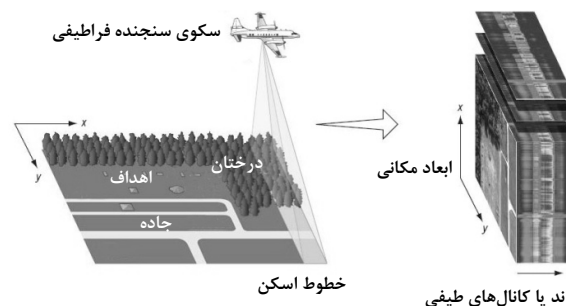 سکوی سنجنده فراطیفی
x
y
درختان
اهداف
جاده
خطوط اسکن
x
ابعاد مکانی
y
ند یا کانال‌های طیفی